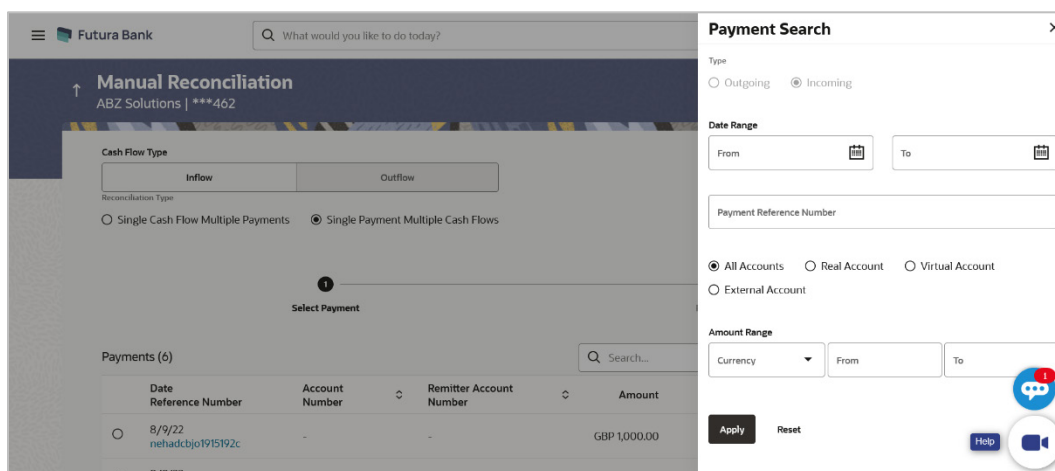 Futura Bank
What would you like to do today?
Manual Reconciliation
ABZ Solutions | ***462
Cash Flow Type
Inflow Outflow
Reconciliation Type
Single Cash Flow Multiple Payments Single Payment Multiple Cash Flows
1
Select Payment
Payments (6)
Search...
Date Reference Number
Account Number
Remitter Account Number
Amount
8/9/22
nehadcbjo1915192c
-
-
GBP 1,000.00
Payment Search
Type
Outgoing Incoming
Date Range
From To
Payment Reference Number
All Accounts Real Account Virtual Account
External Account
Amount Range
Currency From To
1
Apply Reset
Help